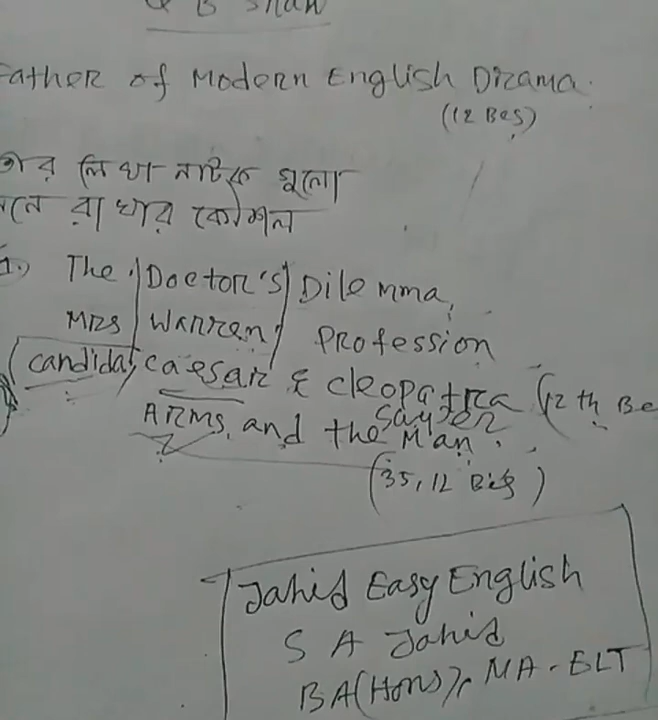 G B Shaw
Father of Modern English Drama.
(12 Bcs)
তার লিখা নাটক গুলো
মনে রাখার কৌশল
1.) The Doctor's Dilemma,
Mrs Warren Profession
candida, caesar & cleopatra (12 th Bc
Arms, and the Man.
(35, 12 Bcs)
Jahid Easy English
S A Jahid
BA(Hons), MA-ELT